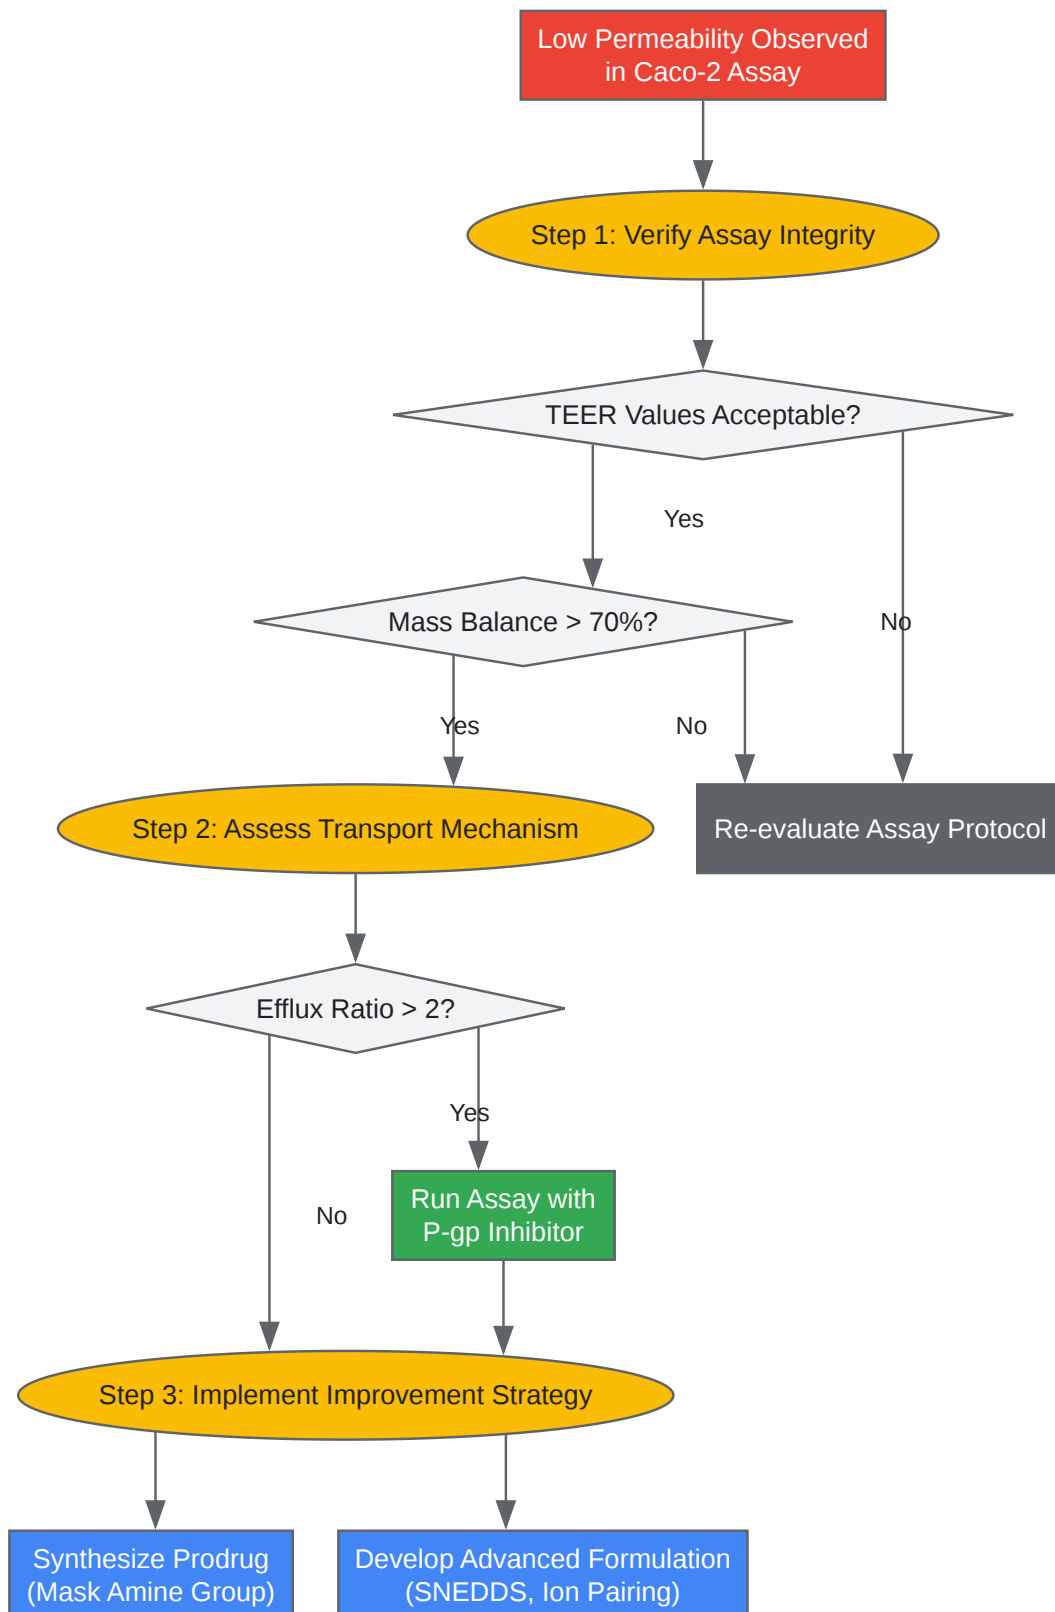 Low Permeability Observed
in Caco-2 Assay
Step 1: Verify Assay Integrity
TEER Values Acceptable?
Yes
Mass Balance > 70%?
No
Yes
No
Step 2: Assess Transport Mechanism
Re-evaluate Assay Protocol
Efflux Ratio > 2?
Yes
Run Assay with
P-gp Inhibitor
No
Step 3: Implement Improvement Strategy
Synthesize Prodrug
(Mask Amine Group)
Develop Advanced Formulation
(SNEDDS, Ion Pairing)